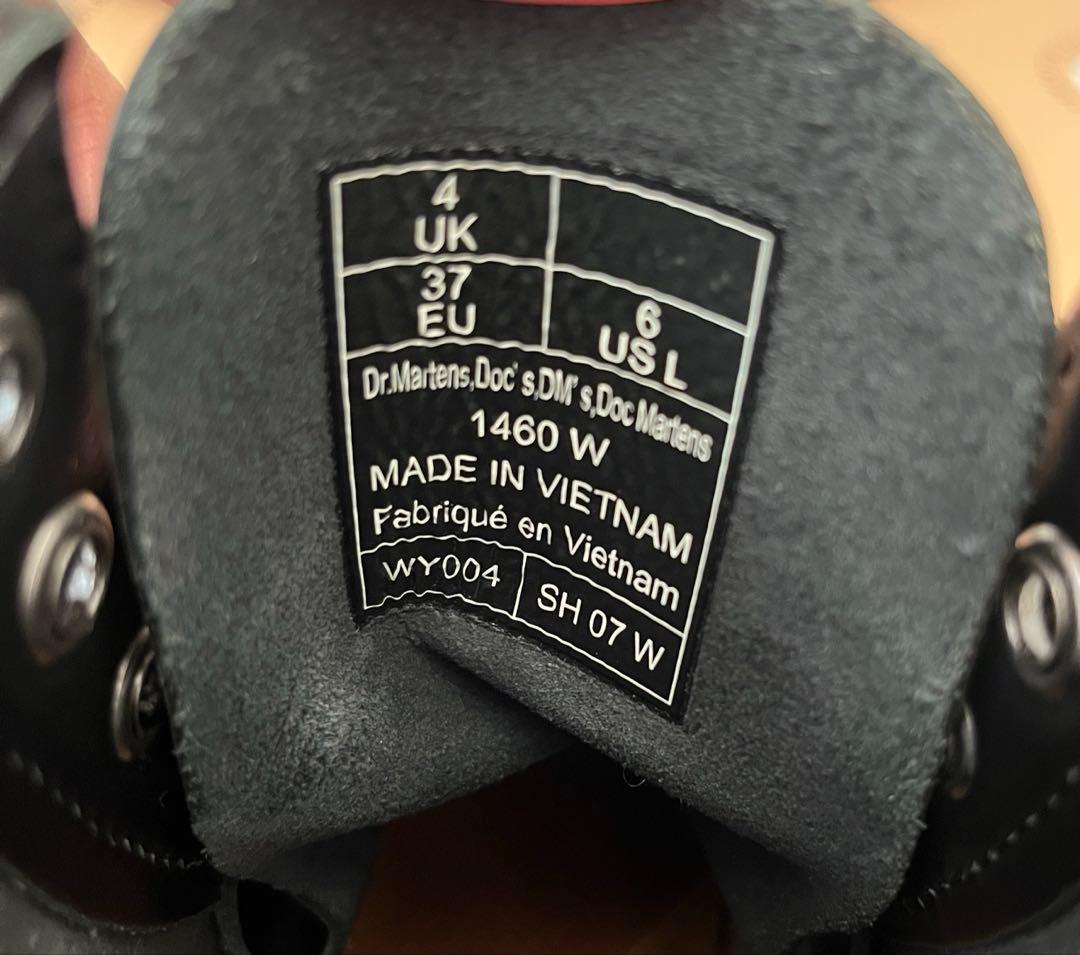 4
UK
37
EU
6
US L
Dr.Martens,Doc's,DM's,Doc Martens
1460 W
MADE IN VIETNAM
Fabriqué en Vietnam
WY004
SH 07 W